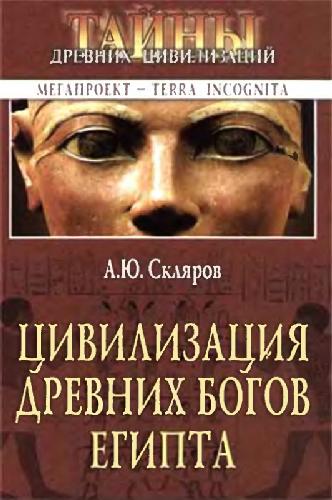 ТАЙНЫ
ДРЕВНИХ ЦИВИЛИЗАЦИЙ
МЕГАПРОЕКТ – TERRA INCOGNITA
А.Ю. Скляров
ЦИВИЛИЗАЦИЯ
ДРЕВНИХ БОГОВ
ЕГИПТА